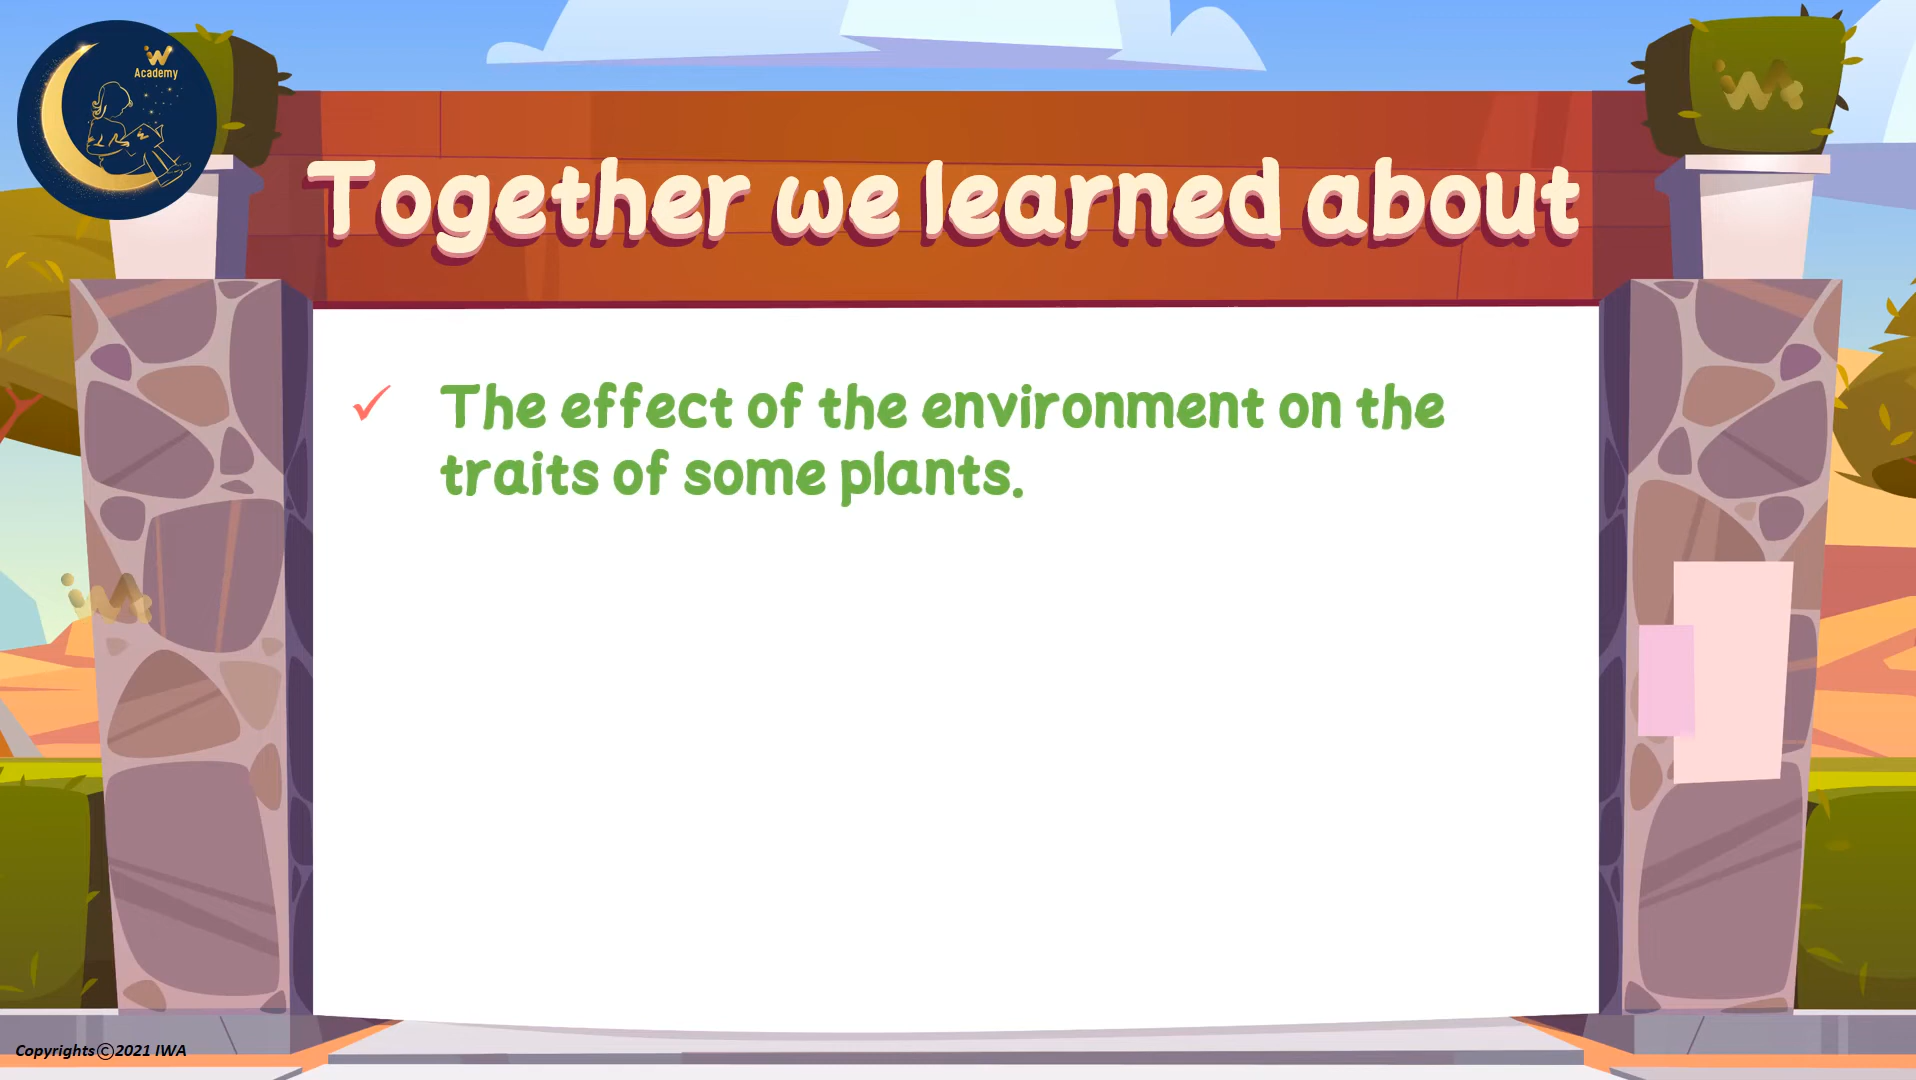 iw
Academy
Together we learned about
✓ The effect of the environment on the
traits of some plants.
Copyrights©2021 IWA